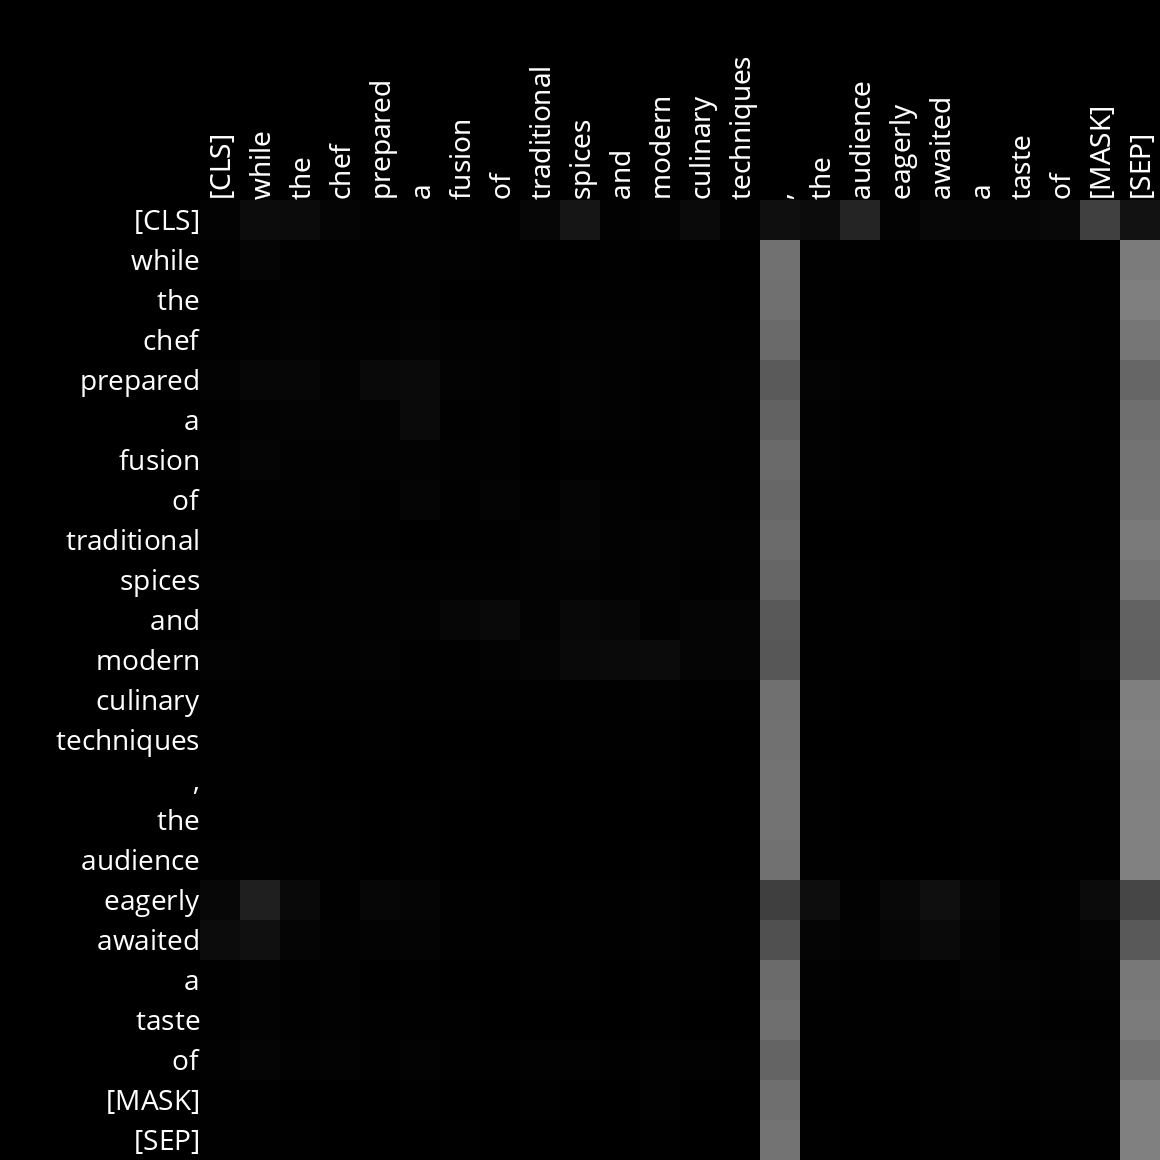 [CLS] while the chef prepared a fusion of traditional spices and modern culinary techniques , the audience eagerly awaited a taste of [MASK] [SEP]
[CLS]
while
the
chef
prepared
a
fusion
of
traditional
spices
and
modern
culinary
techniques
,
the
audience
eagerly
awaited
a
taste
of
[MASK]
[SEP]